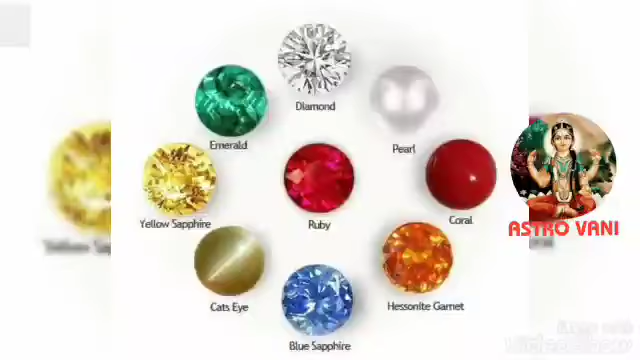 Diamond
Emerald
Pearl
Yellow Sapphire
Ruby
Coral
ASTRO VANI
Cats Eye
Hessonite Garnet
Blue Sapphire